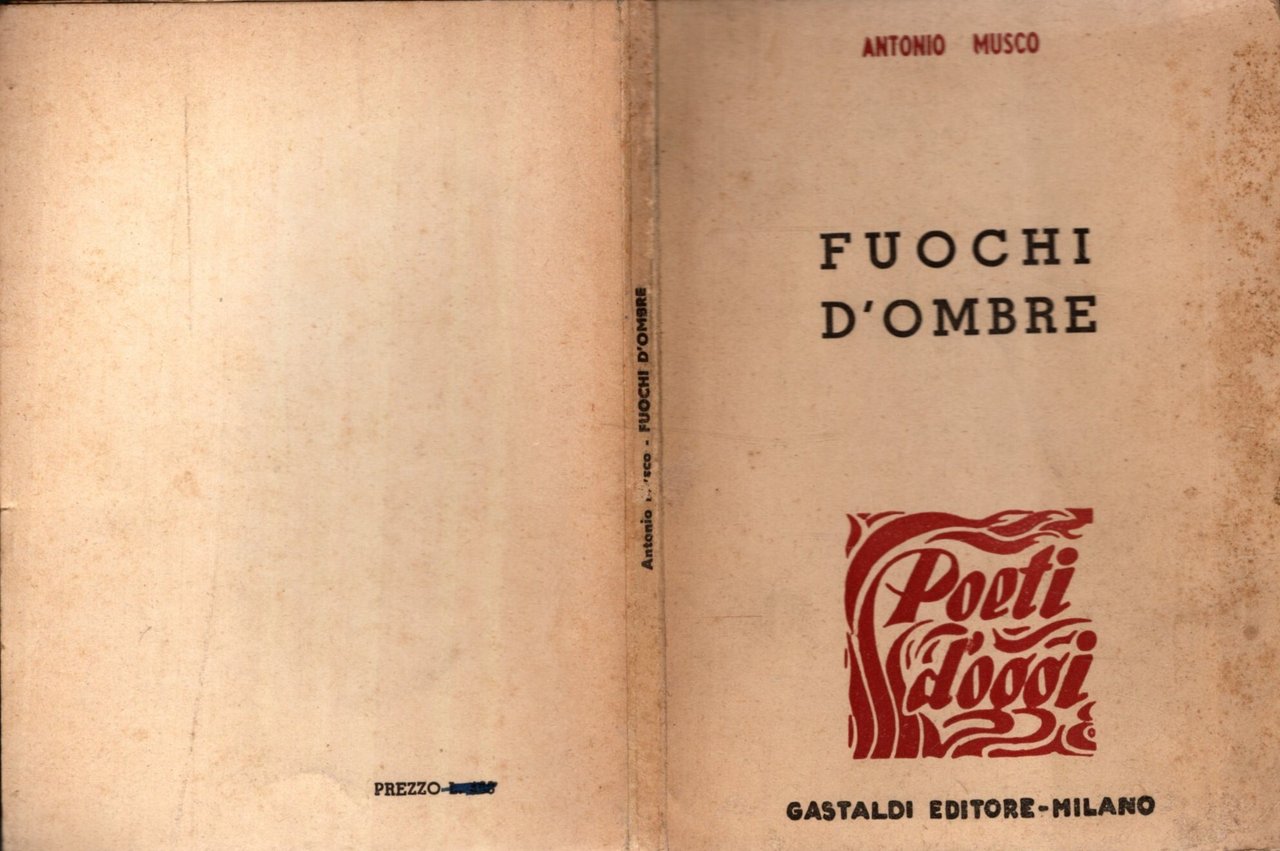 ANTONIO MUSCO
FUOCHI
D'OMBRE
Poeti
d'oggi
GASTALDI EDITORE-MILANO
Antonio - FUOCHI D'OMBRE
PREZZO